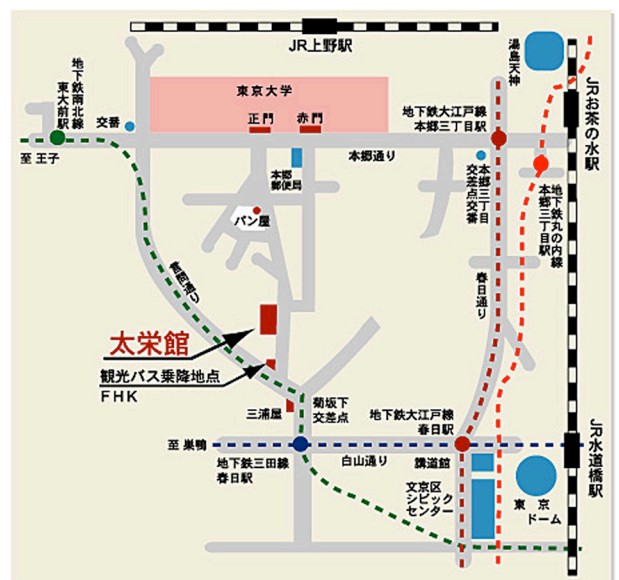 JR上野駅
湯島天神
地下鉄南北線
東大前駅
東京大学
正門
赤門
交番
地下鉄大江戸線
本郷三丁目駅
JRお茶の水駅
至 王子
本郷通り
本郷
郵便局
本郷三丁目
交差点交番
地下鉄丸の内線
本郷三丁目駅
パン屋
言問通り
春日通り
太栄館
観光バス乗降地点
FHK
三浦屋
菊坂下
交差点
地下鉄大江戸線
春日駅
至 巣鴨
地下鉄三田線
春日駅
白山通り
講道館
JR水道橋駅
文京区
シビック
センター
東 京
ドーム